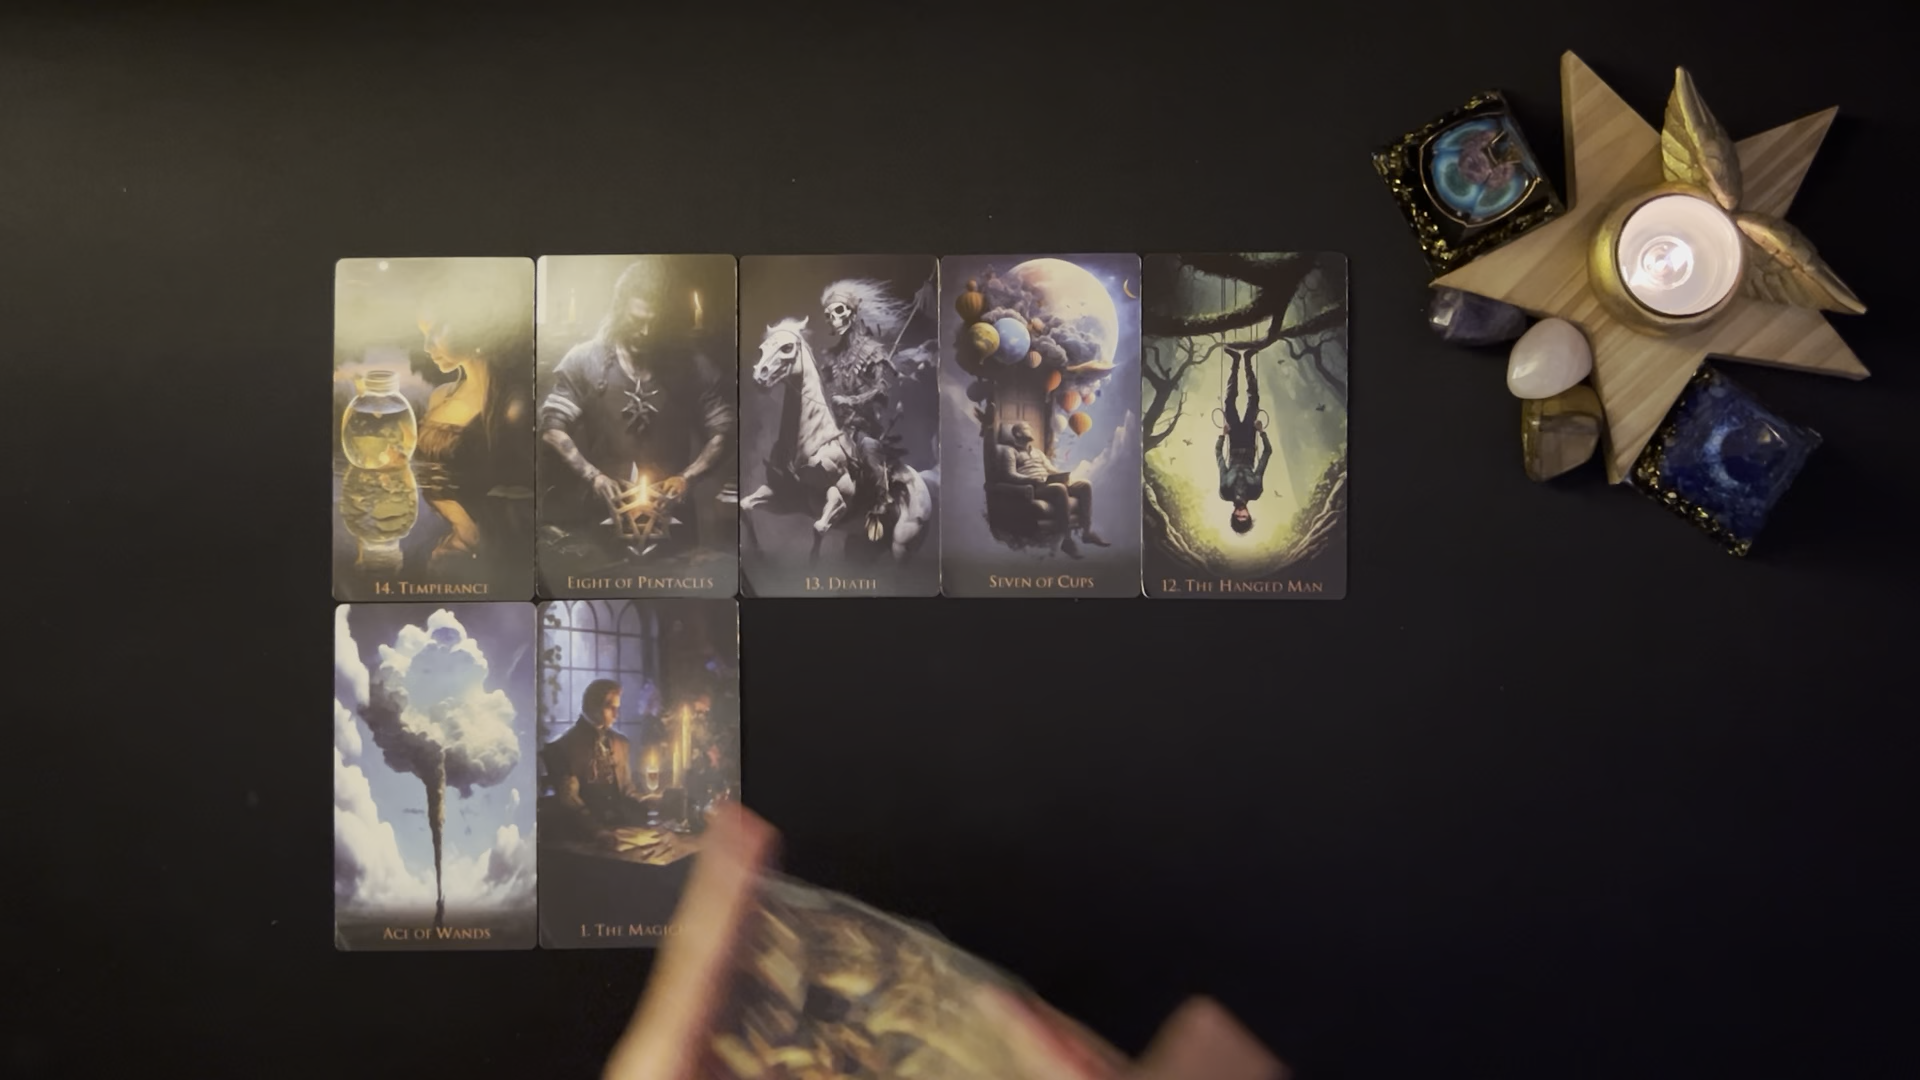 14. Temperance
Eight of Pentacles
13. Death
Seven of Cups
12. The Hanged Man
Ace of Wands
1. The